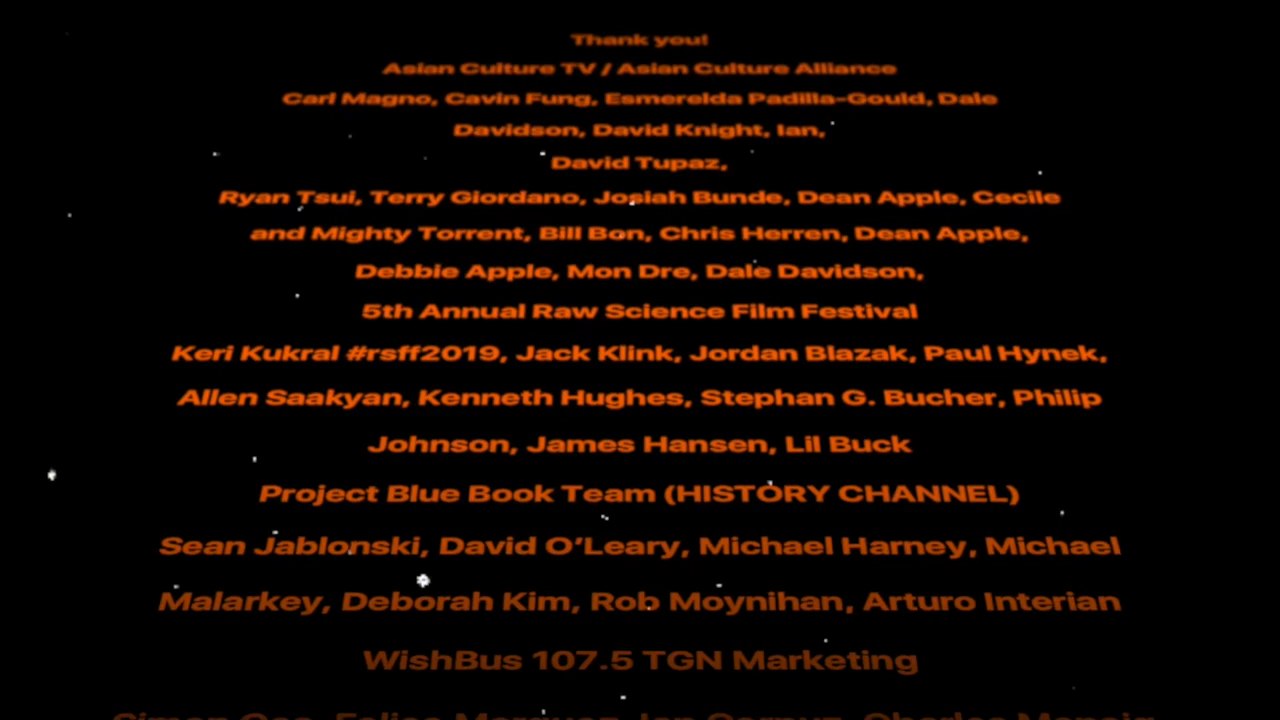 Thank you!
Asian Culture TV / Asian Culture Alliance
Carl Magno, Cavin Fung, Esmerelda Padilla-Gould, Dale
Davidson, David Knight, Ian,
David Tupaz,
Ryan Tsui, Terry Giordano, Josiah Bunde, Dean Apple, Cecile
and Mighty Torrent, Bill Bon, Chris Herren, Dean Apple,
Debbie Apple, Mon Dre, Dale Davidson,
5th Annual Raw Science Film Festival
Keri Kukral #rsff2019, Jack Klink, Jordan Blazak, Paul Hynek,
Allen Saakyan, Kenneth Hughes, Stephan G. Bucher, Philip
Johnson, James Hansen, Lil Buck
Project Blue Book Team (HISTORY CHANNEL)
Sean Jablonski, David O’Leary, Michael Harney, Michael
Malarkey, Deborah Kim, Rob Moynihan, Arturo Interian
WishBus 107.5 TGN Marketing